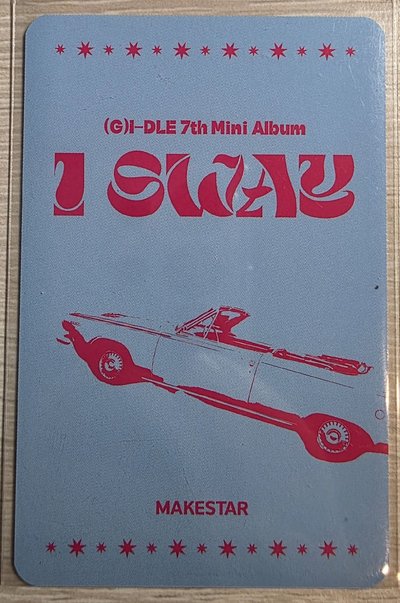 (G)I-DLE 7th Mini Album
I SWAY
MAKESTAR